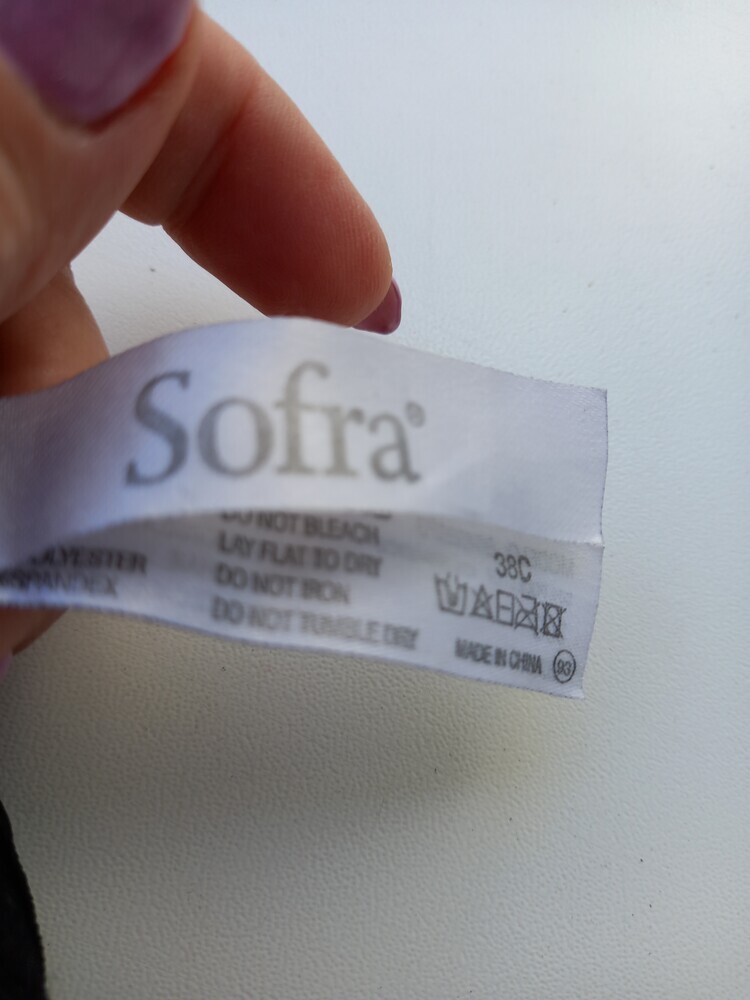 Sofra®
POLYESTER
SPANDEX
DO NOT BLEACH
LAY FLAT TO DRY
DO NOT IRON
DO NOT TUMBLE DRY
38C
MADE IN CHINA 93